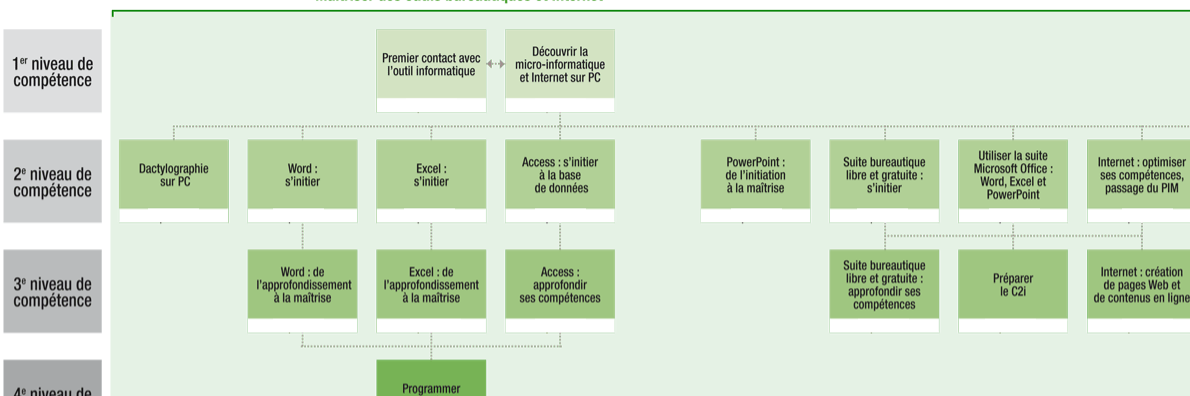 1er niveau de
compétence
Premier contact avec
l'outil informatique
Découvrir la
micro-informatique
et Internet sur PC
2e niveau de
compétence
Dactylographie
sur PC
Word :
s'initier
Excel :
s'initier
Access : s'initier
à la base
de données
PowerPoint :
de l'initiation
à la maîtrise
Suite bureautique
libre et gratuite :
s'initier
Utiliser la suite
Microsoft Office :
Word, Excel et
PowerPoint
Internet : optimiser
ses compétences,
passage du PIM
3e niveau de
compétence
Word : de
l'approfondissement
à la maîtrise
Excel : de
l'approfondissement
à la maîtrise
Access :
approfondir
ses compétences
Suite bureautique
libre et gratuite :
approfondir ses
compétences
Préparer
le C2i
Internet : création
de pages Web et
de contenus en ligne
4e niveau de
Programmer